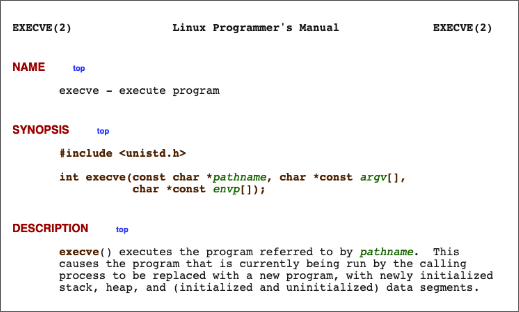 EXECVE(2) Linux Programmer's Manual EXECVE(2)
NAME top
execve - execute program
SYNOPSIS top
#include <unistd.h>
int execve(const char *pathname, char *const argv[],
char *const envp[]);
DESCRIPTION top
execve() executes the program referred to by pathname. This
causes the program that is currently being run by the calling
process to be replaced with a new program, with newly initialized
stack, heap, and (initialized and uninitialized) data segments.